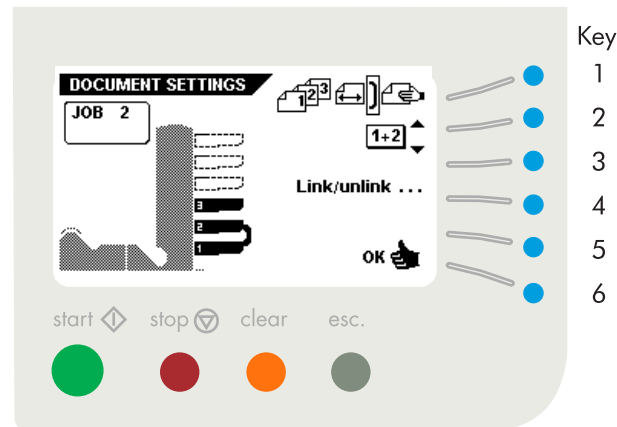 Key
DOCUMENT SETTINGS
1 2 3
1
JOB 2
1+2
2
3
Link/unlink ...
3
4
2
1
OK
5
6
start stop clear esc.